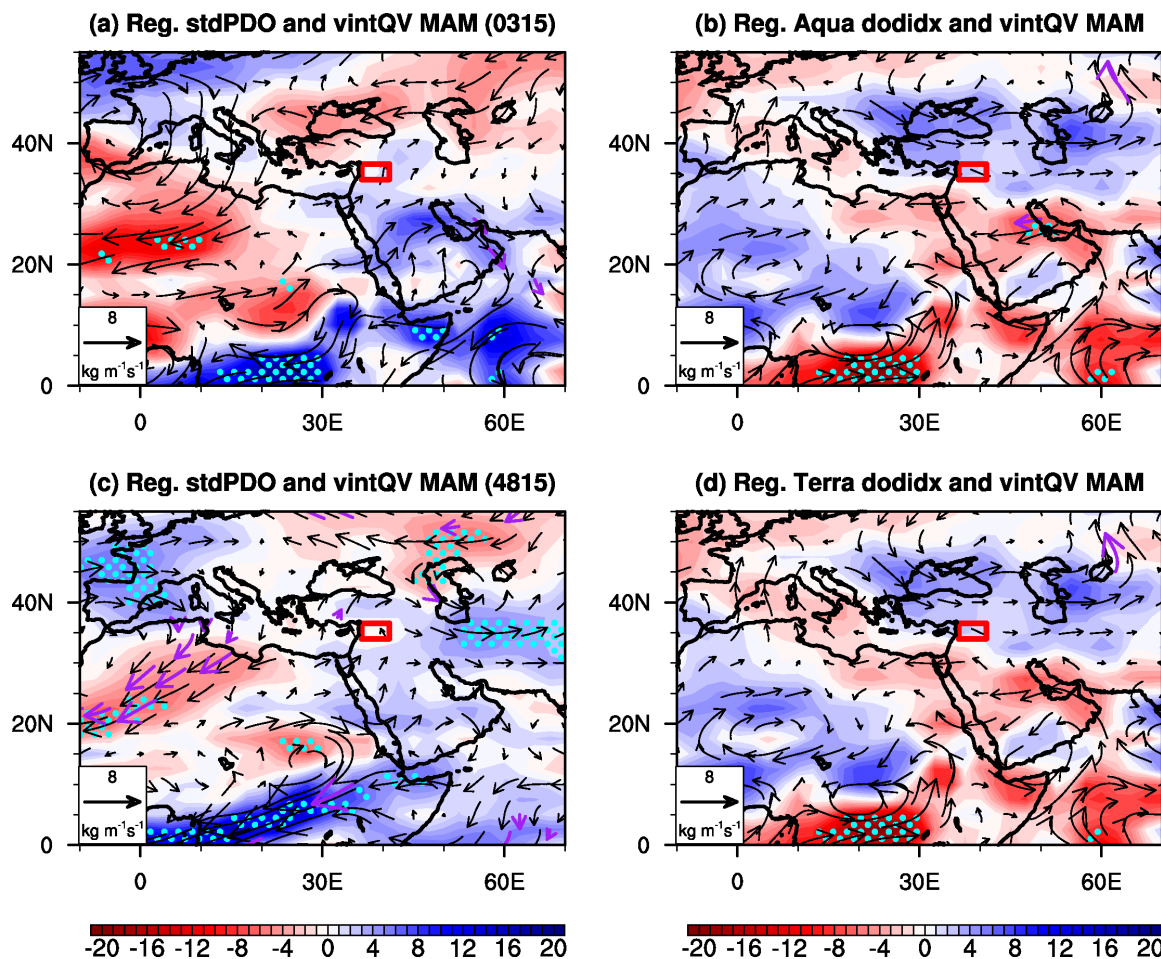 (a) Reg. stdPDO and vintQV MAM (0315)
(b) Reg. Aqua dodidx and vintQV MAM
40N
20N
0
8
kg m⁻¹s⁻¹
0
30E
60E
40N
20N
0
8
kg m⁻¹s⁻¹
0
30E
60E
(c) Reg. stdPDO and vintQV MAM (4815)
(d) Reg. Terra dodidx and vintQV MAM
40N
20N
0
8
kg m⁻¹s⁻¹
0
30E
60E
40N
20N
0
8
kg m⁻¹s⁻¹
0
30E
60E
-20 -16 -12 -8 -4 0 4 8 12 16 20
-20 -16 -12 -8 -4 0 4 8 12 16 20